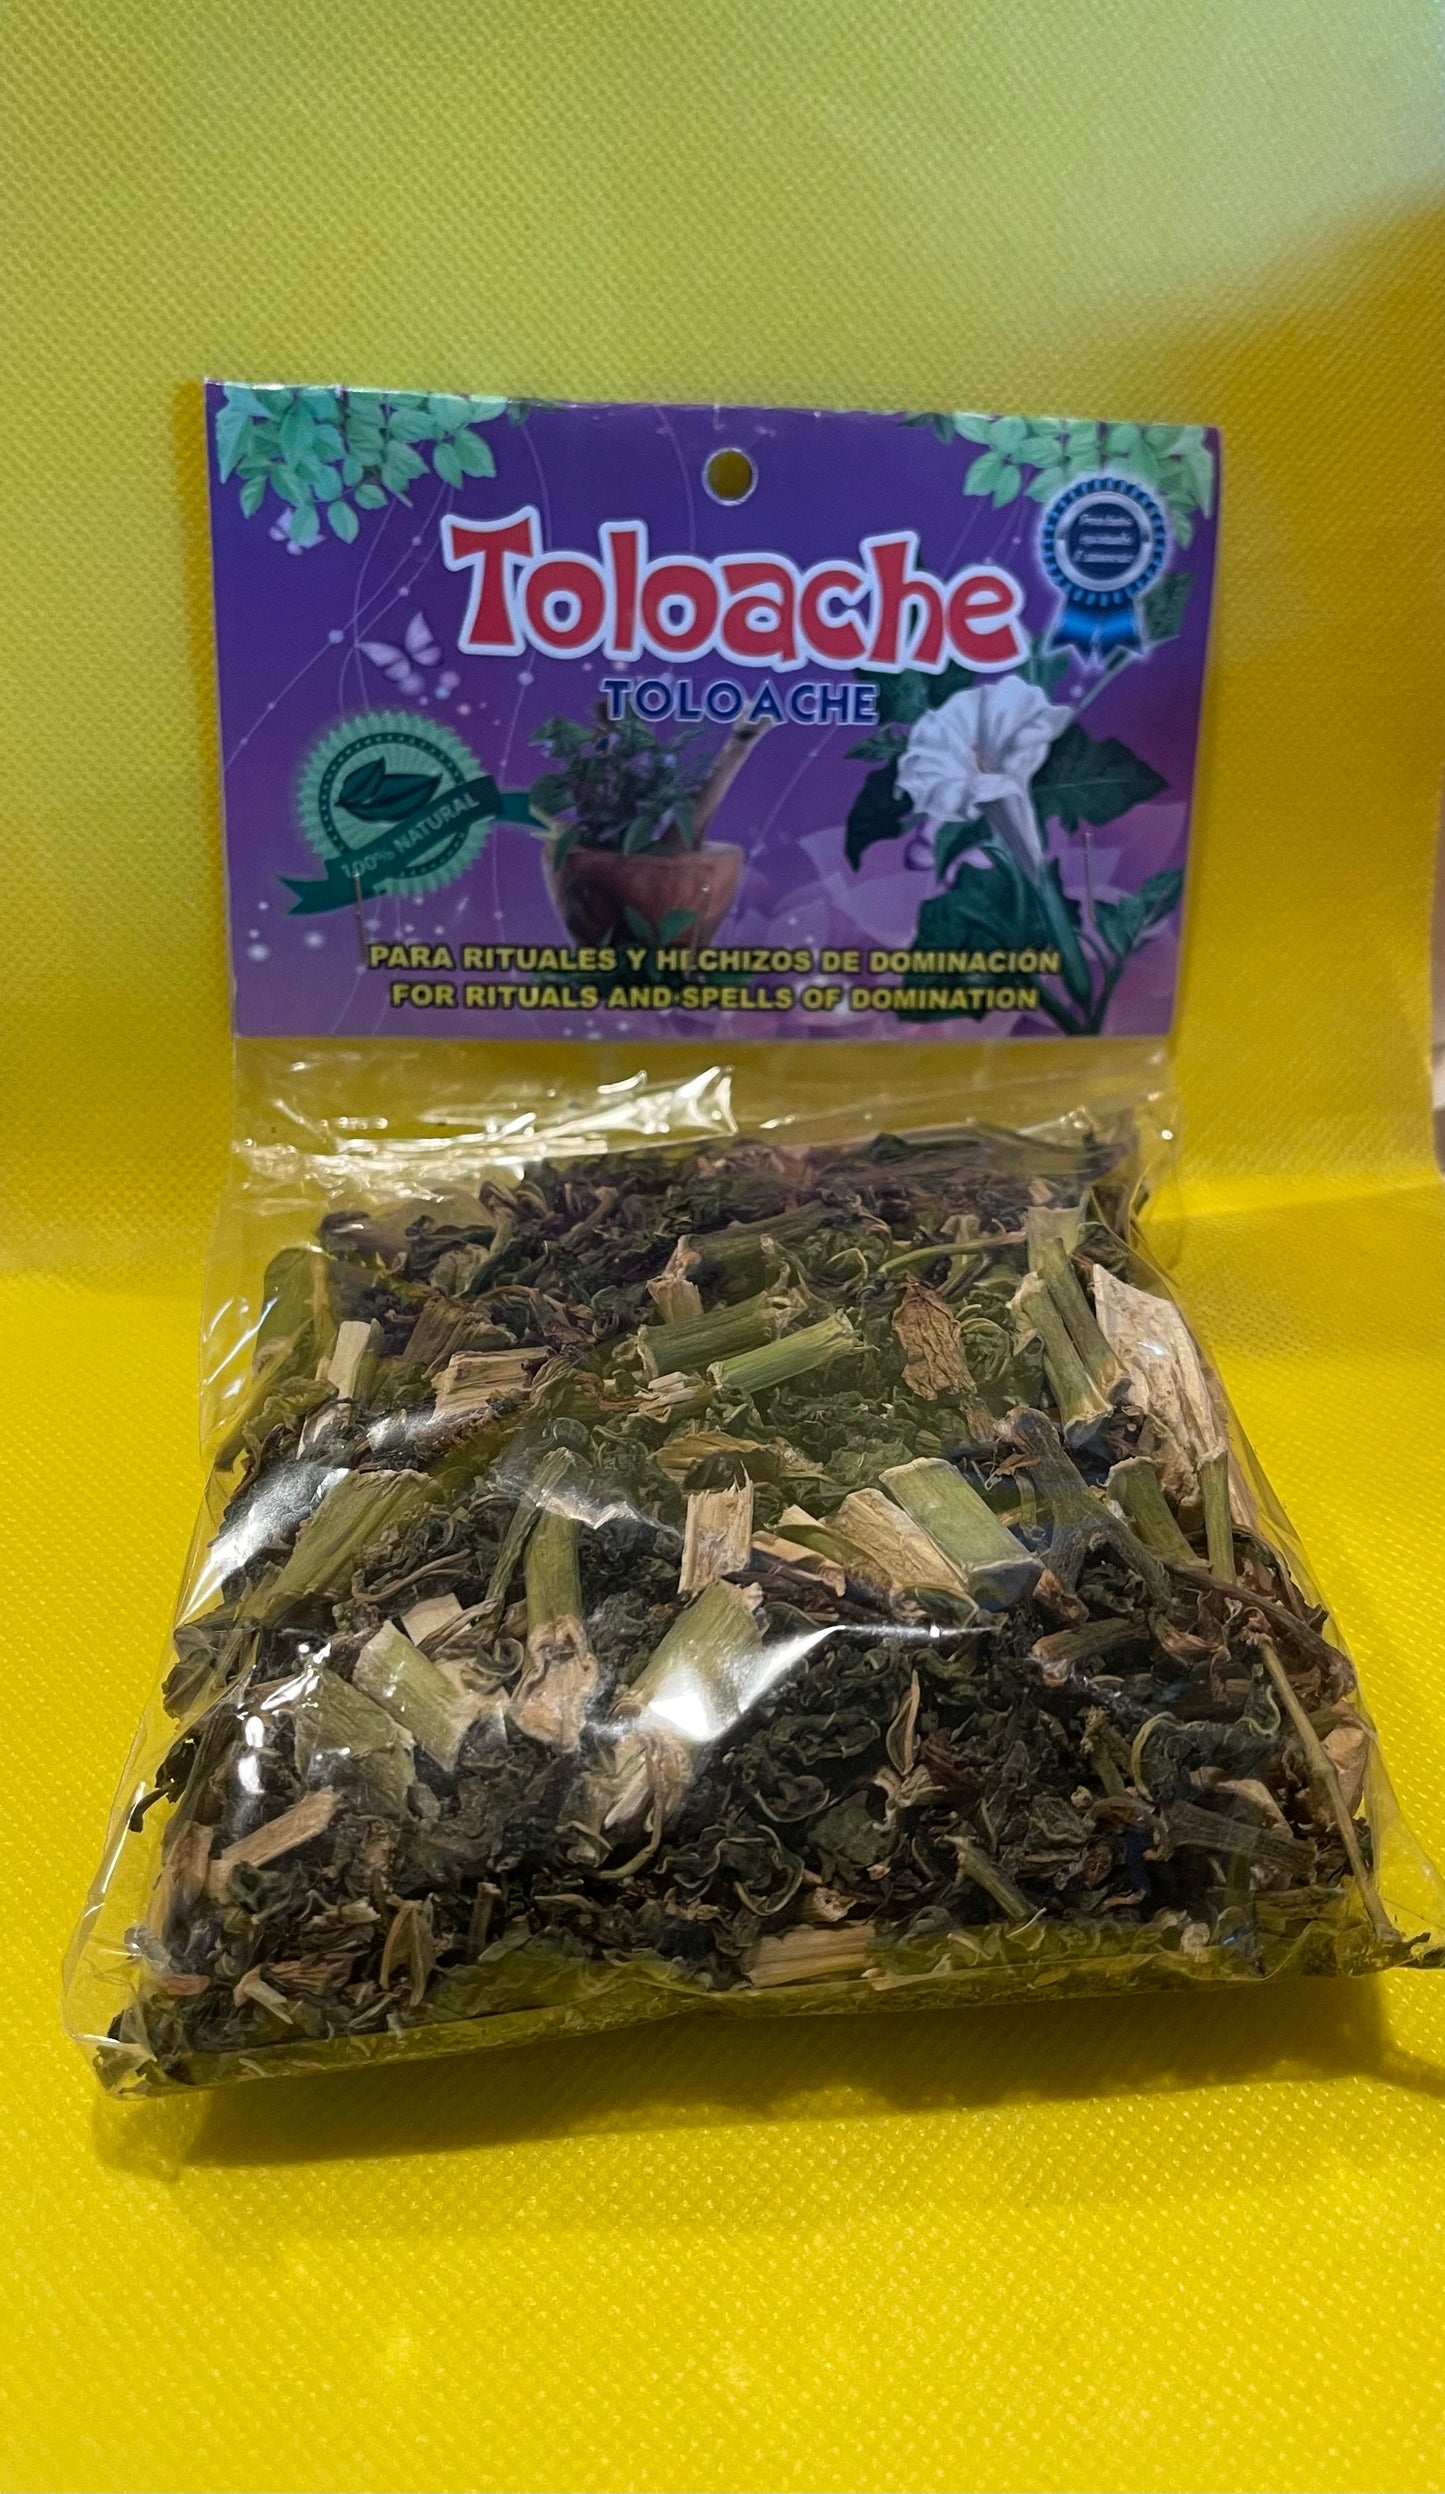 Toloache
TOLOACHE
100% NATURAL
PARA RITUALES Y HECHIZOS DE DOMINACIÓN
FOR RITUALS AND SPELLS OF DOMINATION